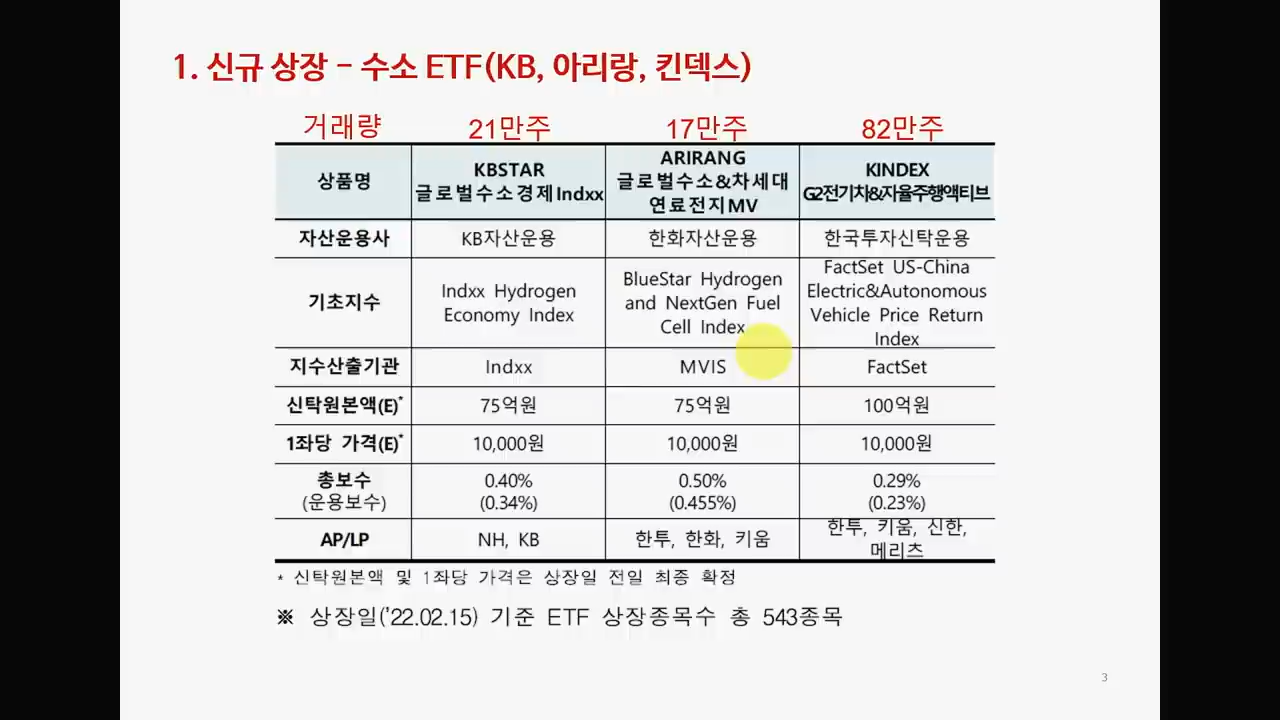 1. 신규 상장 – 수소 ETF(KB, 아리랑, 킨덱스)
거래량 21만주 17만주 82만주
상품명
KBSTAR
글로벌수소경제Indxx
ARIRANG
글로벌수소&차세대
연료전지MV
KINDEX
G2전기차&자율주행액티브
자산운용사 KB자산운용 한화자산운용 한국투자신탁운용
기초지수
Indxx Hydrogen
Economy Index
BlueStar Hydrogen
and NextGen Fuel
Cell Index
FactSet US-China
Electric&Autonomous
Vehicle Price Return
Index
지수산출기관 Indxx MVIS FactSet
신탁원본액(E)* 75억원 75억원 100억원
1좌당 가격(E)* 10,000원 10,000원 10,000원
총보수 0.40% 0.50% 0.29%
(운용보수) (0.34%) (0.455%) (0.23%)
AP/LP NH, KB 한투, 한화, 키움
한투, 키움, 신한,
메리츠
* 신탁원본액 및 1좌당 가격은 상장일 전일 최종 확정
※ 상장일('22.02.15) 기준 ETF 상장종목수 총 543종목
3